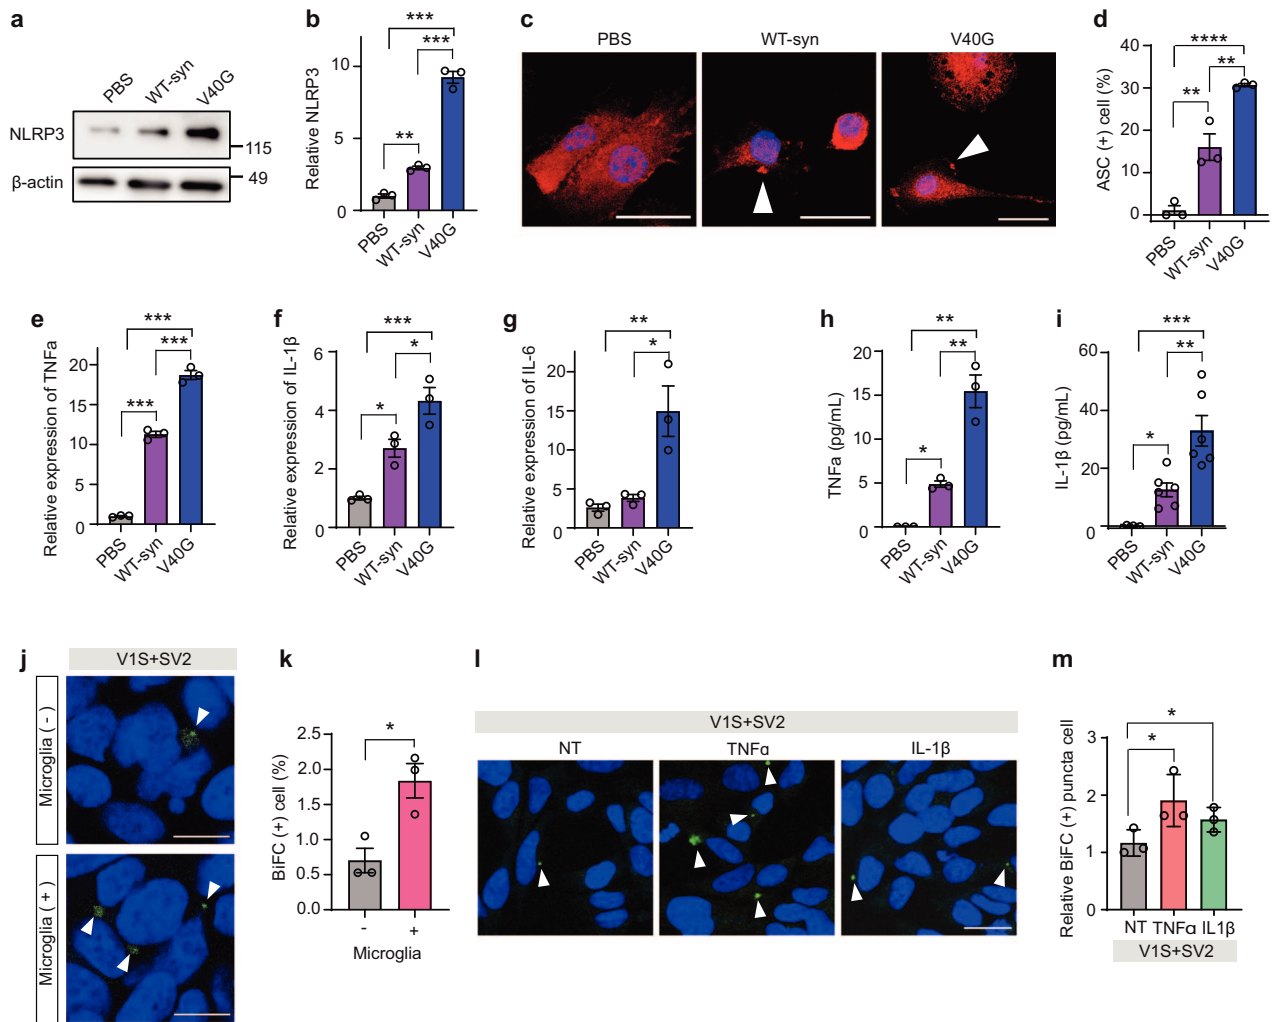 a
PBS
WT-syn
V40G
NLRP3
115
β-actin
49
b
Relative NLRP3
10
5
0
***
***
**
PBS
WT-syn
V40G
c
PBS
WT-syn
V40G
d
ASC (+) cell (%)
40
30
20
10
0
****
**
**
PBS
WT-syn
V40G
e
Relative expression of TNFa
20
15
10
5
0
***
***
***
PBS
WT-syn
V40G
f
Relative expression of IL-1β
6
4
2
0
***
*
*
PBS
WT-syn
V40G
g
Relative expression of IL-6
20
15
10
5
0
**
*
PBS
WT-syn
V40G
h
TNFa (pg/mL)
20
15
10
5
0
**
**
*
PBS
WT-syn
V40G
i
IL-1β (pg/mL)
60
40
20
0
***
**
*
PBS
WT-syn
V40G
j
V1S+SV2
Microglia ( - )
Microglia ( + )
k
BiFC (+) cell (%)
2.5
2.0
1.5
1.0
0.5
0.0
*
- +
Microglia
l
V1S+SV2
NT
TNFα
IL-1β
m
Relative BiFC (+) puncta cell
3
2
1
0
*
*
NT TNFα IL1β
V1S+SV2